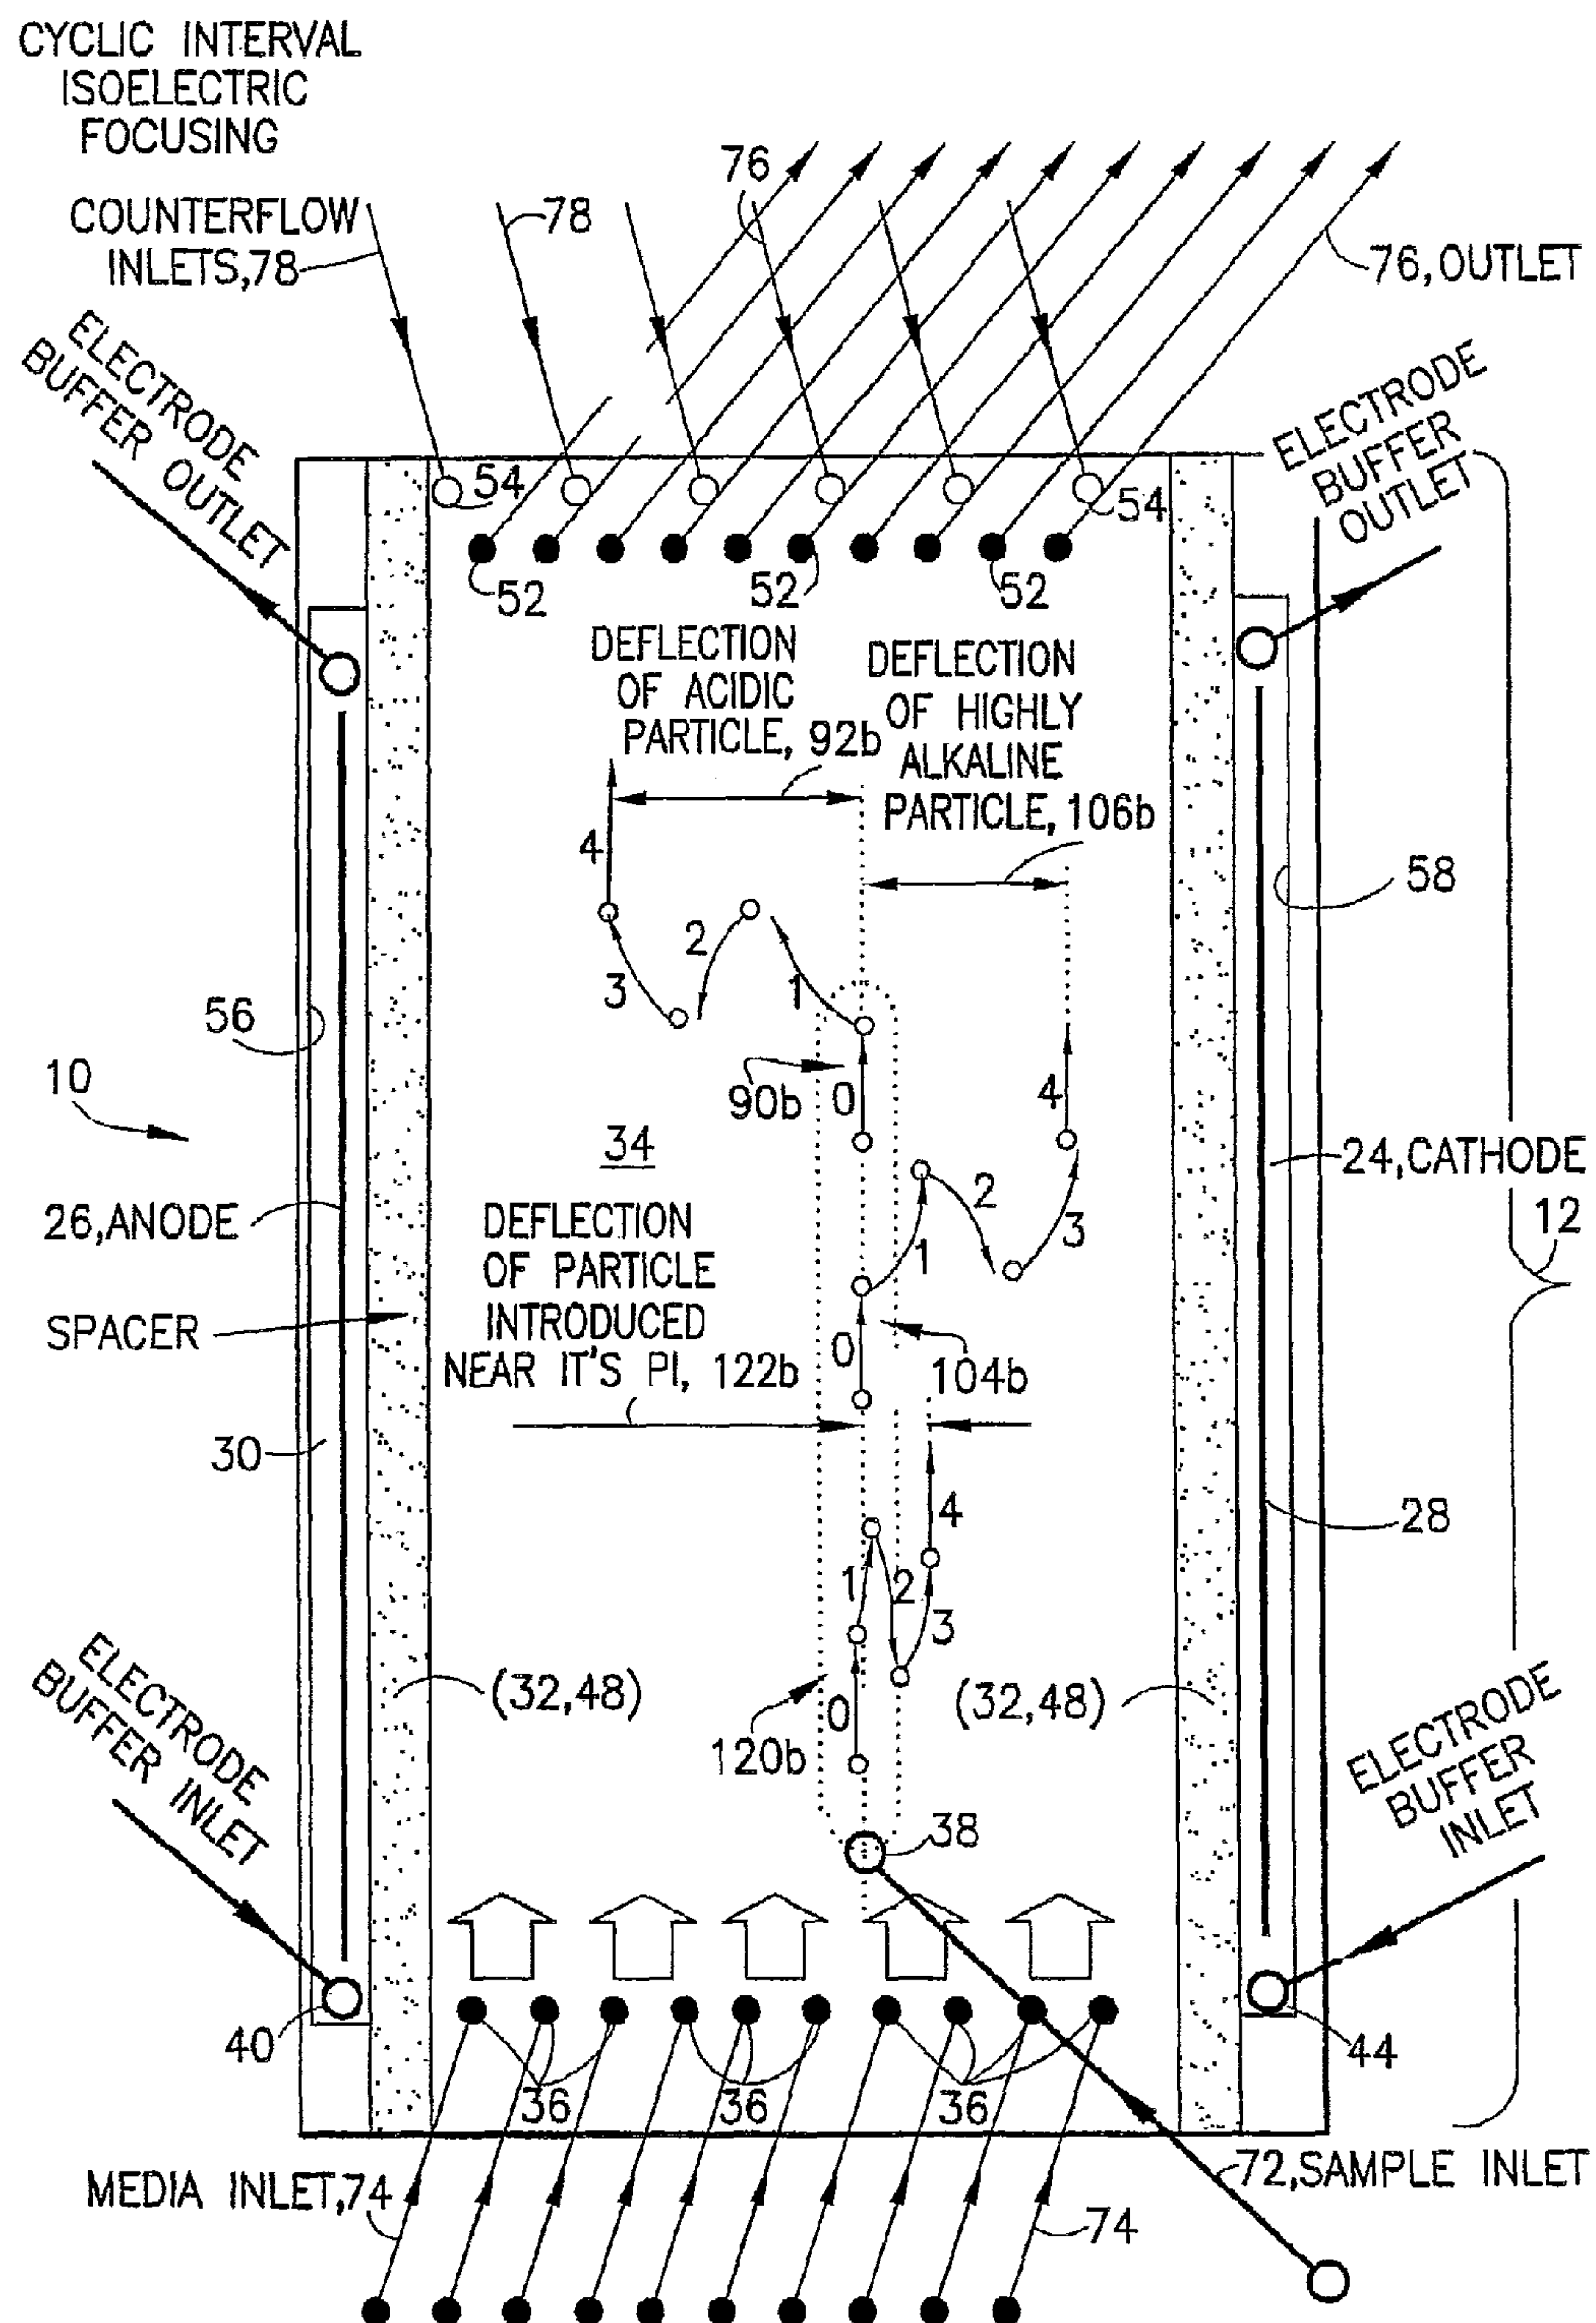 CYCLIC INTERVAL
ISOELECTRIC
FOCUSING
COUNTERFLOW
INLETS,78
78
76
76,OUTLET
ELECTRODE
BUFFER OUTLET
ELECTRODE
BUFFER
OUTLET
54
54
52
52
52
DEFLECTION
OF ACIDIC
PARTICLE, 92b
DEFLECTION
OF HIGHLY
ALKALINE
PARTICLE, 106b
4
2
3
1
58
56
90b
0
4
10
34
24,CATHODE
12
26,ANODE
2
3
1
DEFLECTION
OF PARTICLE
INTRODUCED
NEAR IT'S PI, 122b
SPACER
0
104b
30
4
28
1
2
3
(32,48)
(32,48)
0
120b
ELECTRODE
BUFFER INLET
ELECTRODE
BUFFER
INLET
38
40
44
36
36
36
MEDIA INLET,74
74
72,SAMPLE INLET